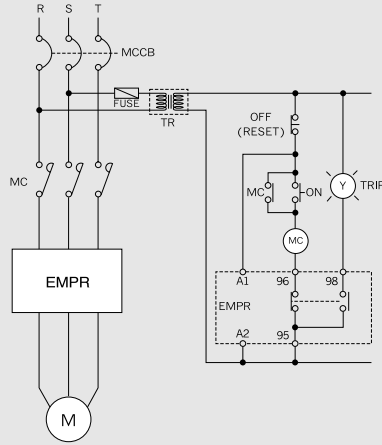 R S T
MCCB
FUSE
TR
OFF
(RESET)
MC
MC
ON
Y
TRIP
MC
A1 96 98
EMPR
EMPR
A2 95
M